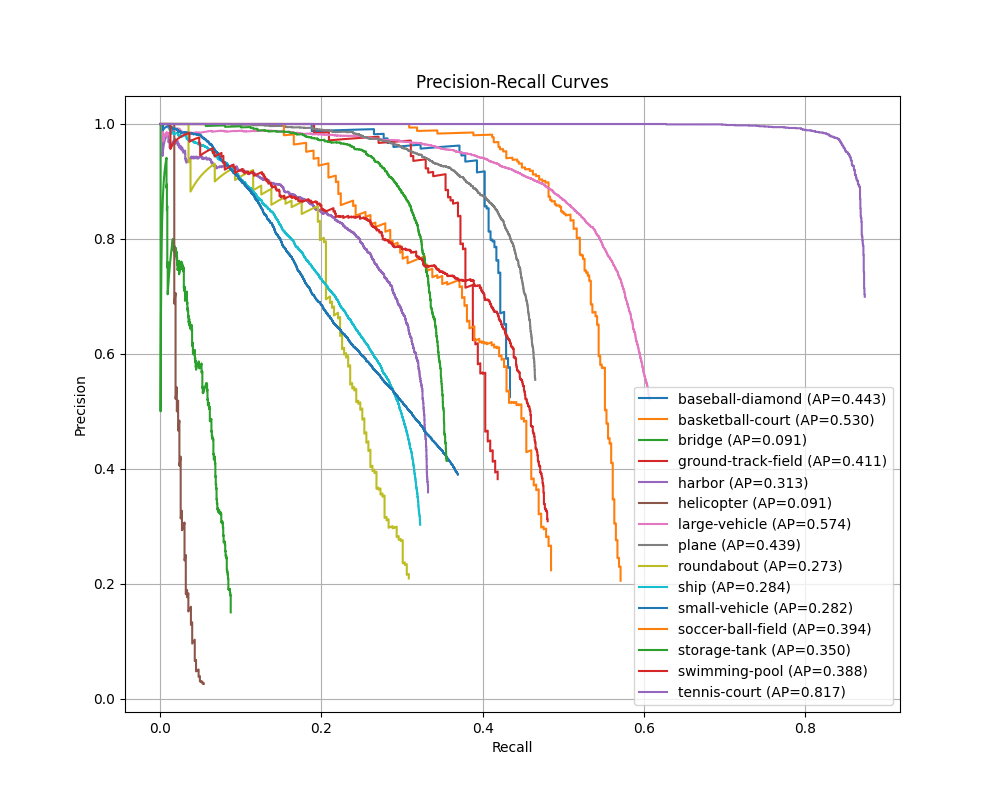 Precision-Recall Curves
1.0
0.8
0.6
0.4
0.2
0.0
Precision
0.0 0.2 0.4 0.6 0.8
Recall
baseball-diamond (AP=0.443)
basketball-court (AP=0.530)
bridge (AP=0.091)
ground-track-field (AP=0.411)
harbor (AP=0.313)
helicopter (AP=0.091)
large-vehicle (AP=0.574)
plane (AP=0.439)
roundabout (AP=0.273)
ship (AP=0.284)
small-vehicle (AP=0.282)
soccer-ball-field (AP=0.394)
storage-tank (AP=0.350)
swimming-pool (AP=0.388)
tennis-court (AP=0.817)